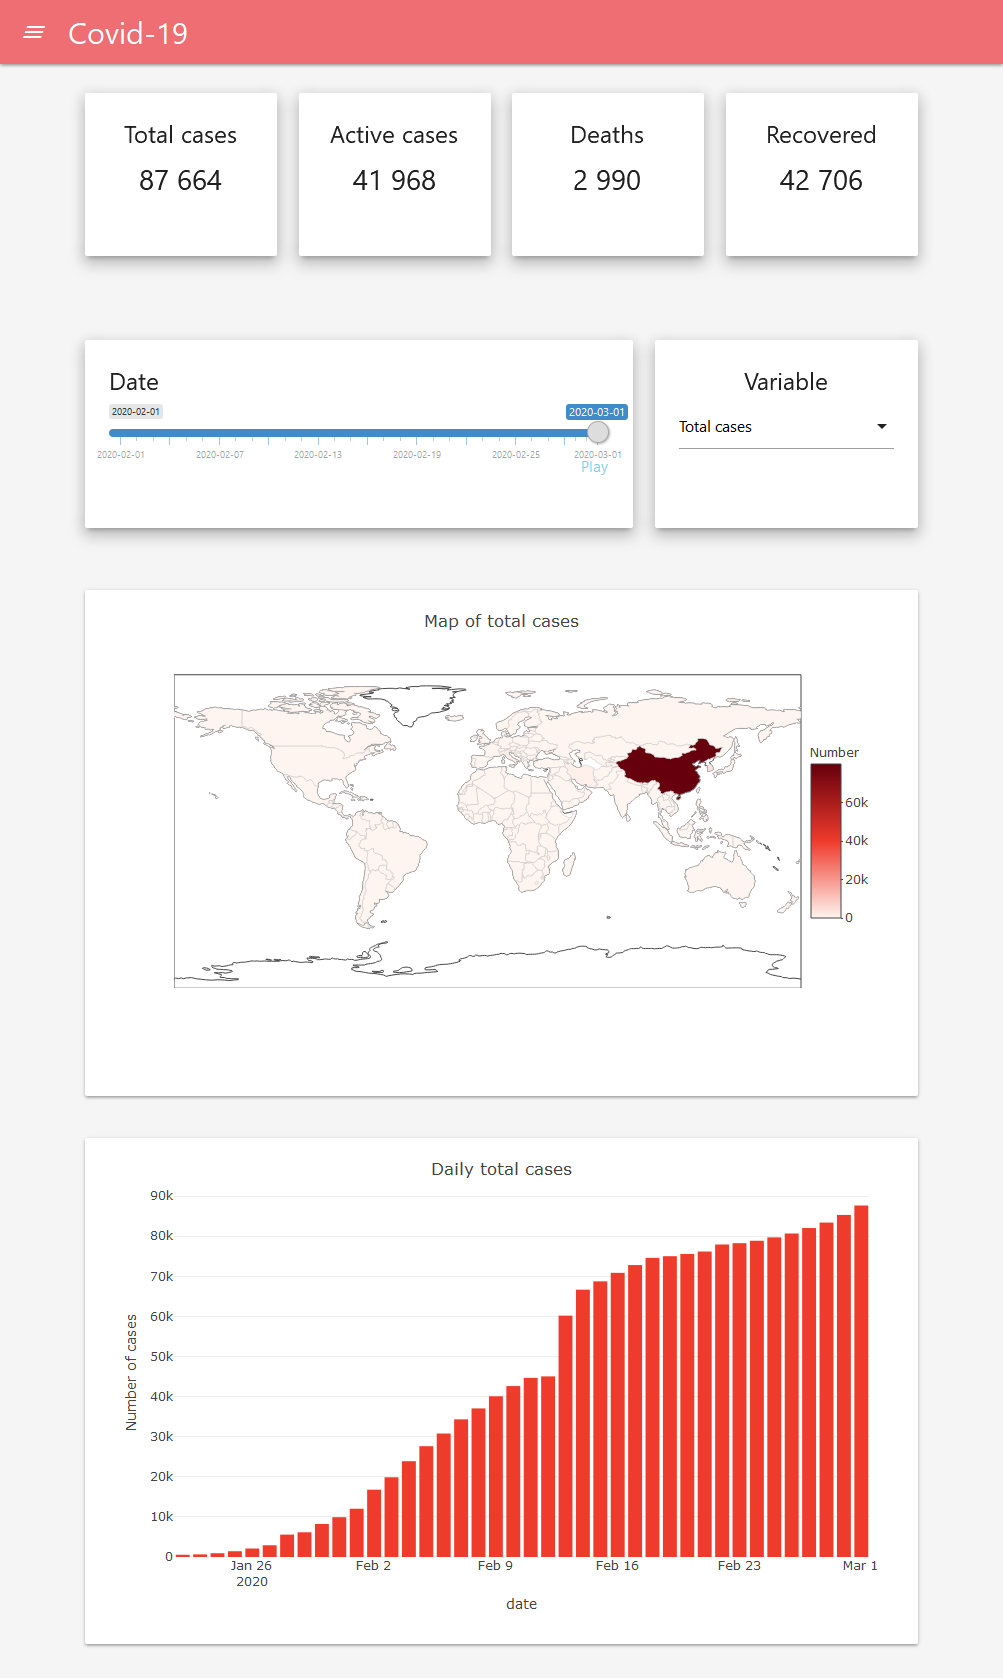 Covid-19
Total cases
87 664
Active cases
41 968
Deaths
2 990
Recovered
42 706
Date
2020-02-01
2020-03-01
2020-02-01 2020-02-07 2020-02-13 2020-02-19 2020-02-25 2020-03-01
Play
Variable
Total cases
Map of total cases
Number
60k
40k
20k
0
Daily total cases
90k
80k
70k
60k
50k
40k
30k
20k
10k
0
Number of cases
Jan 26 Feb 2 Feb 9 Feb 16 Feb 23 Mar 1
2020
date